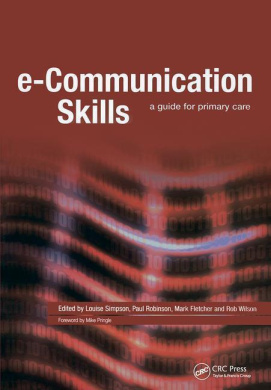 e-Communication
Skills
a guide for primary care
Edited by Louise Simpson, Paul Robinson, Mark Fletcher and Rob Wilson
Foreword by Mike Pringle
CRC
CRC Press
Taylor & Francis Group